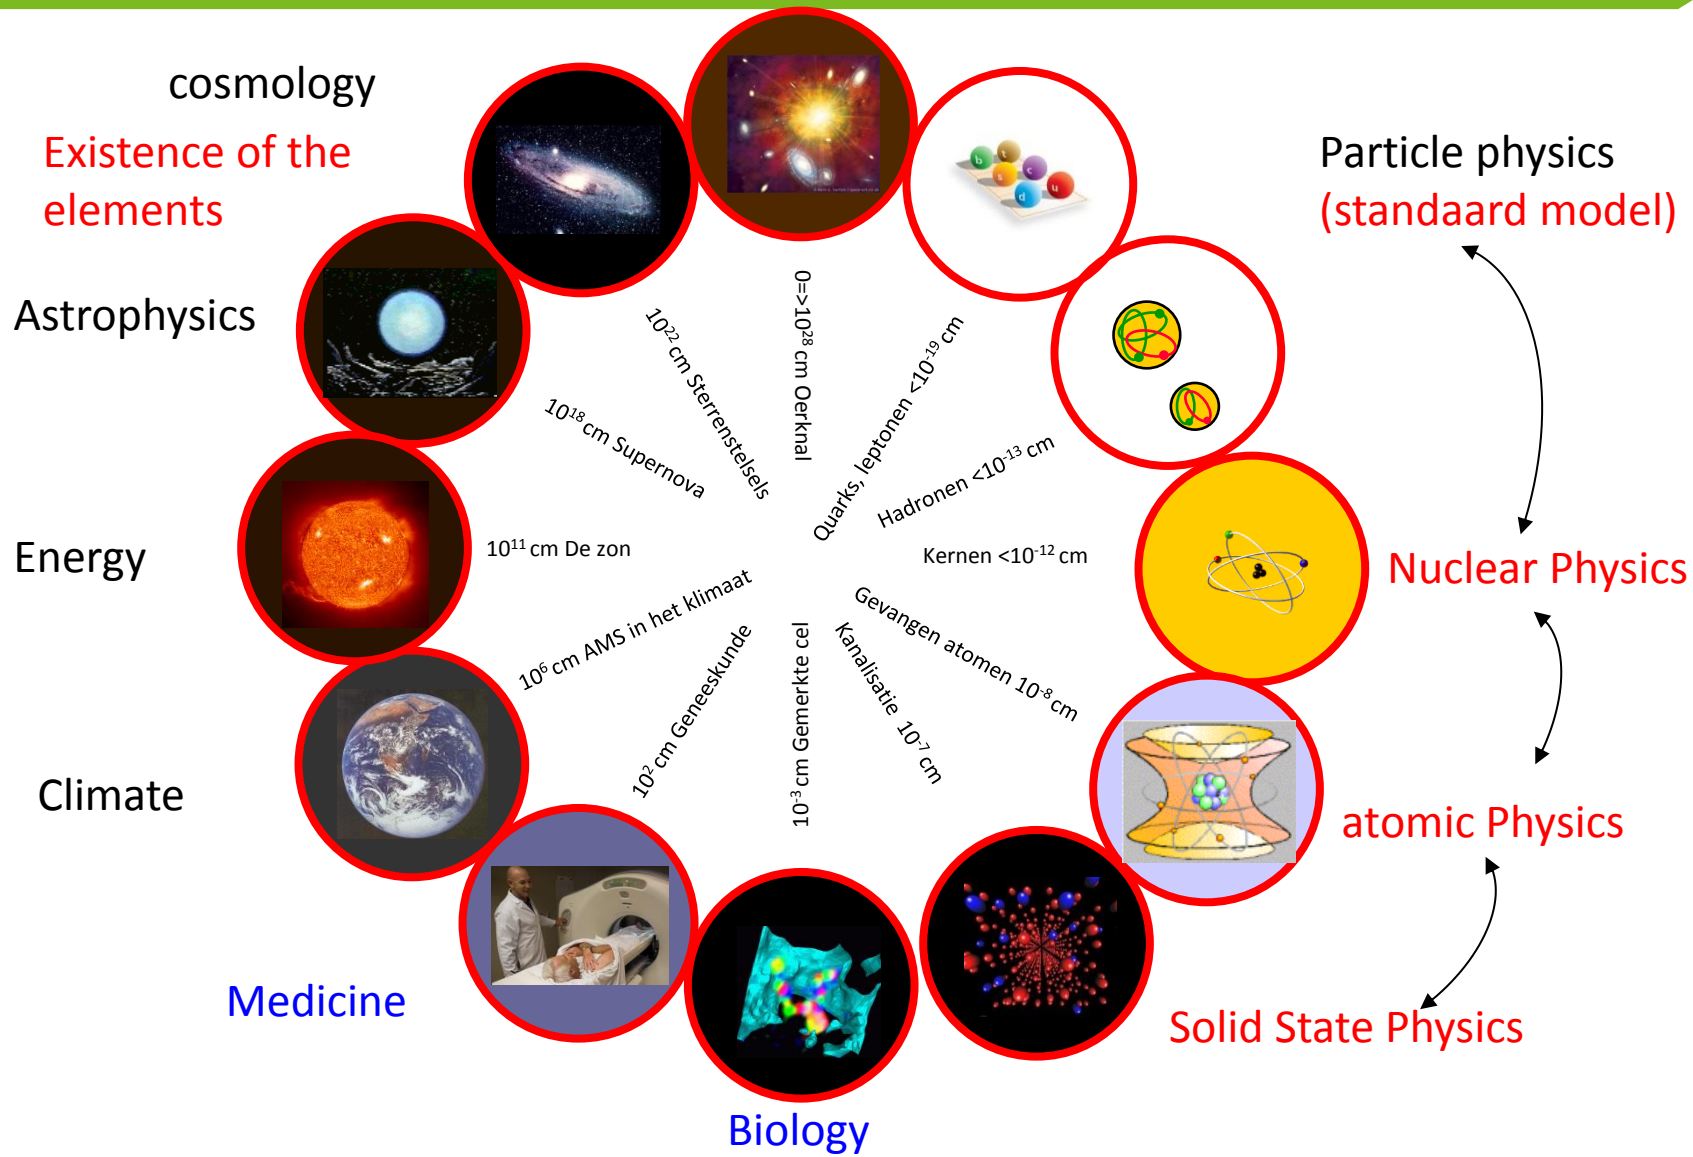 cosmology
Existence of the
elements
Astrophysics
Energy
Climate
Medicine
Biology
Particle physics
(standaard model)
Nuclear Physics
atomic Physics
Solid State Physics
0=>10²⁸ cm Oerknal
Quarks, leptonen <10⁻¹⁹ cm
Hadronen <10⁻¹³ cm
Kernen <10⁻¹² cm
Gevangen atomen 10⁻⁸ cm
Kanalisatie 10⁻⁷ cm
10⁻³ cm Gemerkte cel
10² cm Geneeskunde
10⁶ cm AMS in het klimaat
10¹¹ cm De zon
10¹⁸ cm Supernova
10²² cm Sterrenstelsels
b t
s c
d u